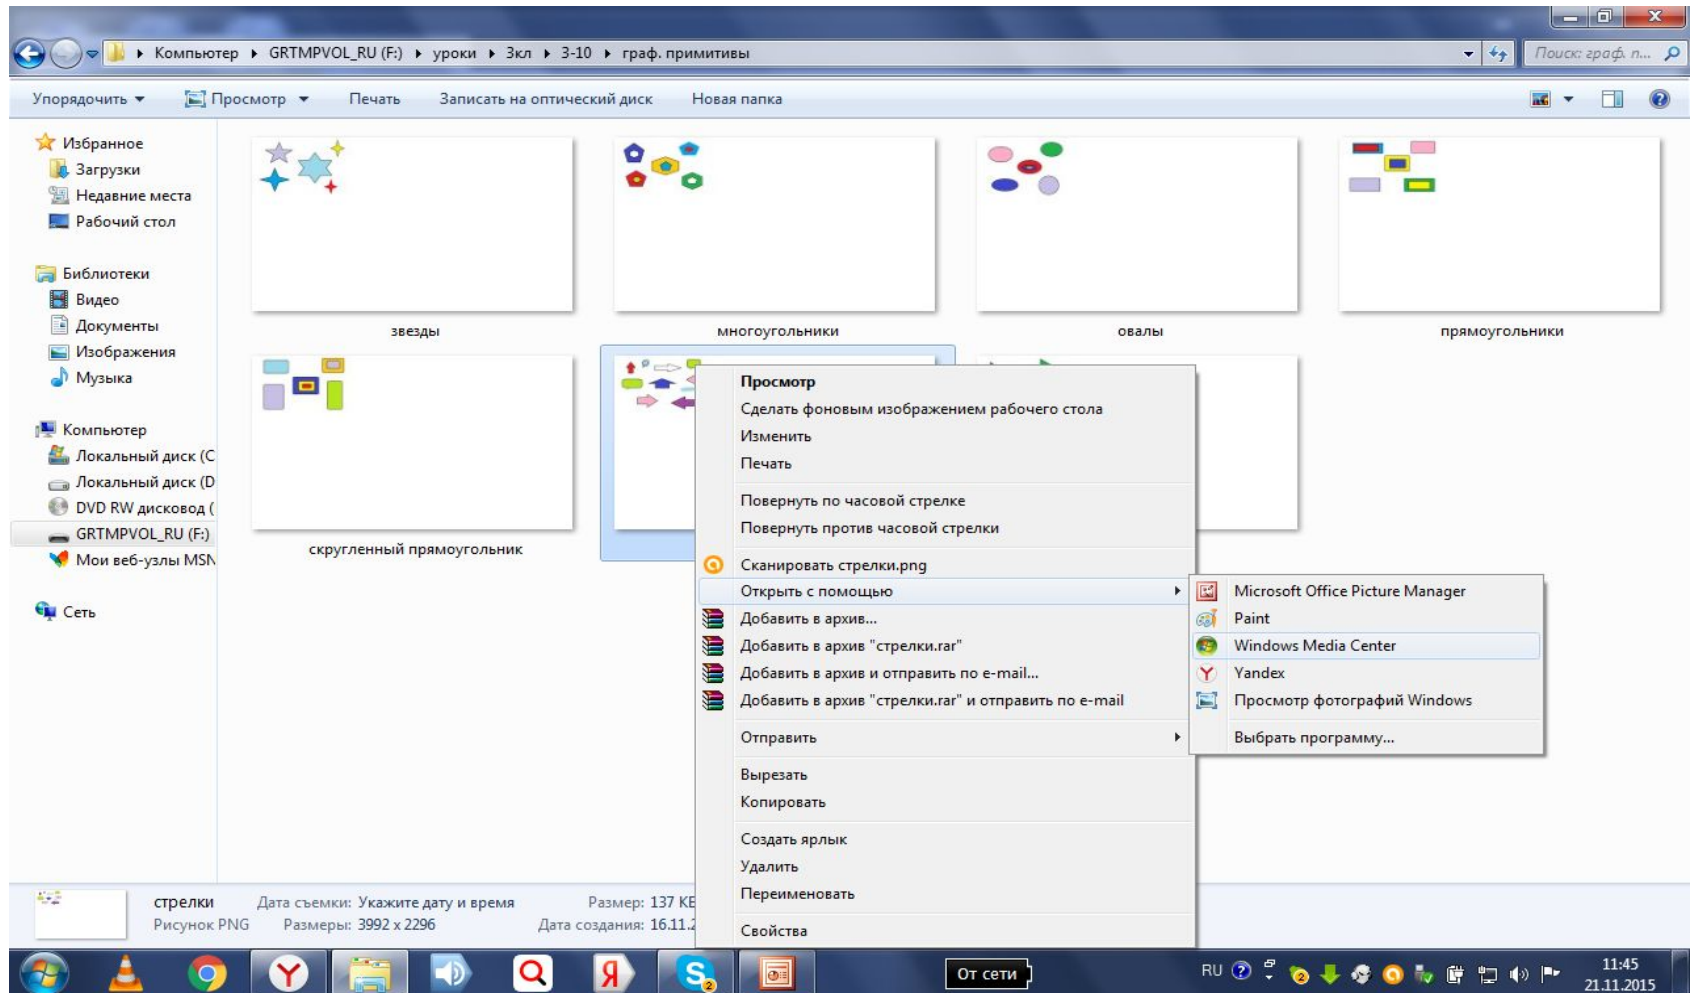 Компьютер ▸ GRTMPVOL_RU (F:) ▸ уроки ▸ 3кл ▸ 3-10 ▸ граф. примитивы
Поиск: граф. п...
Упорядочить Просмотр Печать Записать на оптический диск Новая папка
Избранное
Загрузки
Недавние места
Рабочий стол
Библиотеки
Видео
Документы
Изображения
Музыка
Компьютер
Локальный диск (C
Локальный диск (D
DVD RW дисковод (
GRTMPVOL_RU (F:)
Мои веб-узлы MSN
Сеть
звезды
многоугольники
овалы
прямоугольники
скругленный прямоугольник
Просмотр
Сделать фоновым изображением рабочего стола
Изменить
Печать
Повернуть по часовой стрелке
Повернуть против часовой стрелки
Сканировать стрелки.png
Открыть с помощью
Добавить в архив...
Добавить в архив "стрелки.rar"
Добавить в архив и отправить по e-mail...
Добавить в архив "стрелки.rar" и отправить по e-mail
Отправить
Вырезать
Копировать
Создать ярлык
Удалить
Переименовать
Свойства
Microsoft Office Picture Manager
Paint
Windows Media Center
Yandex
Просмотр фотографий Windows
Выбрать программу...
стрелки Дата съемки: Укажите дату и время Размер: 137 КБ
Рисунок PNG Размеры: 3992 x 2296 Дата создания: 16.11.2
От сети
RU
11:45
21.11.2015